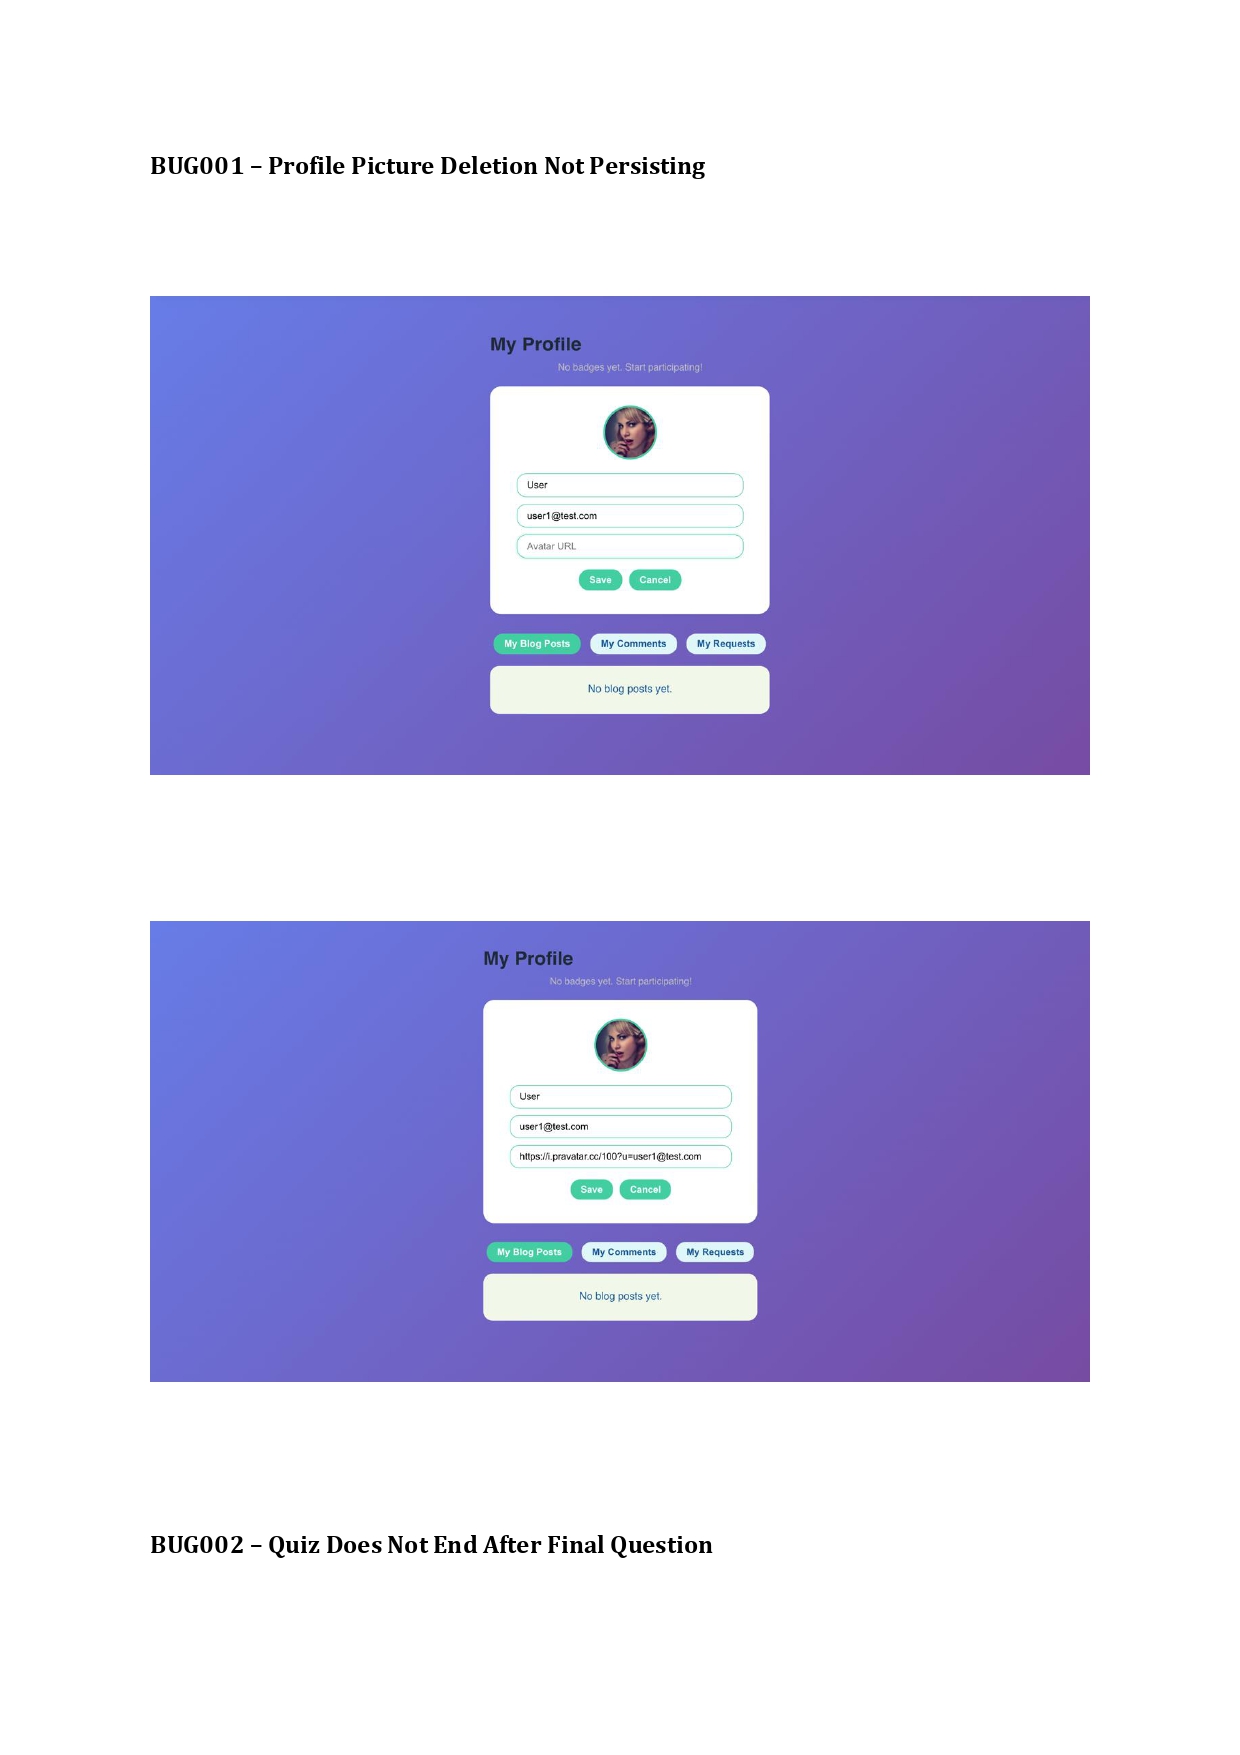 BUG001 – Profile Picture Deletion Not Persisting
My Profile
No badges yet. Start participating!
User
user1@test.com
Avatar URL
Save Cancel
My Blog Posts My Comments My Requests
No blog posts yet.
My Profile
No badges yet. Start participating!
User
user1@test.com
https://i.pravatar.cc/100?u=user1@test.com
Save Cancel
My Blog Posts My Comments My Requests
No blog posts yet.
BUG002 – Quiz Does Not End After Final Question